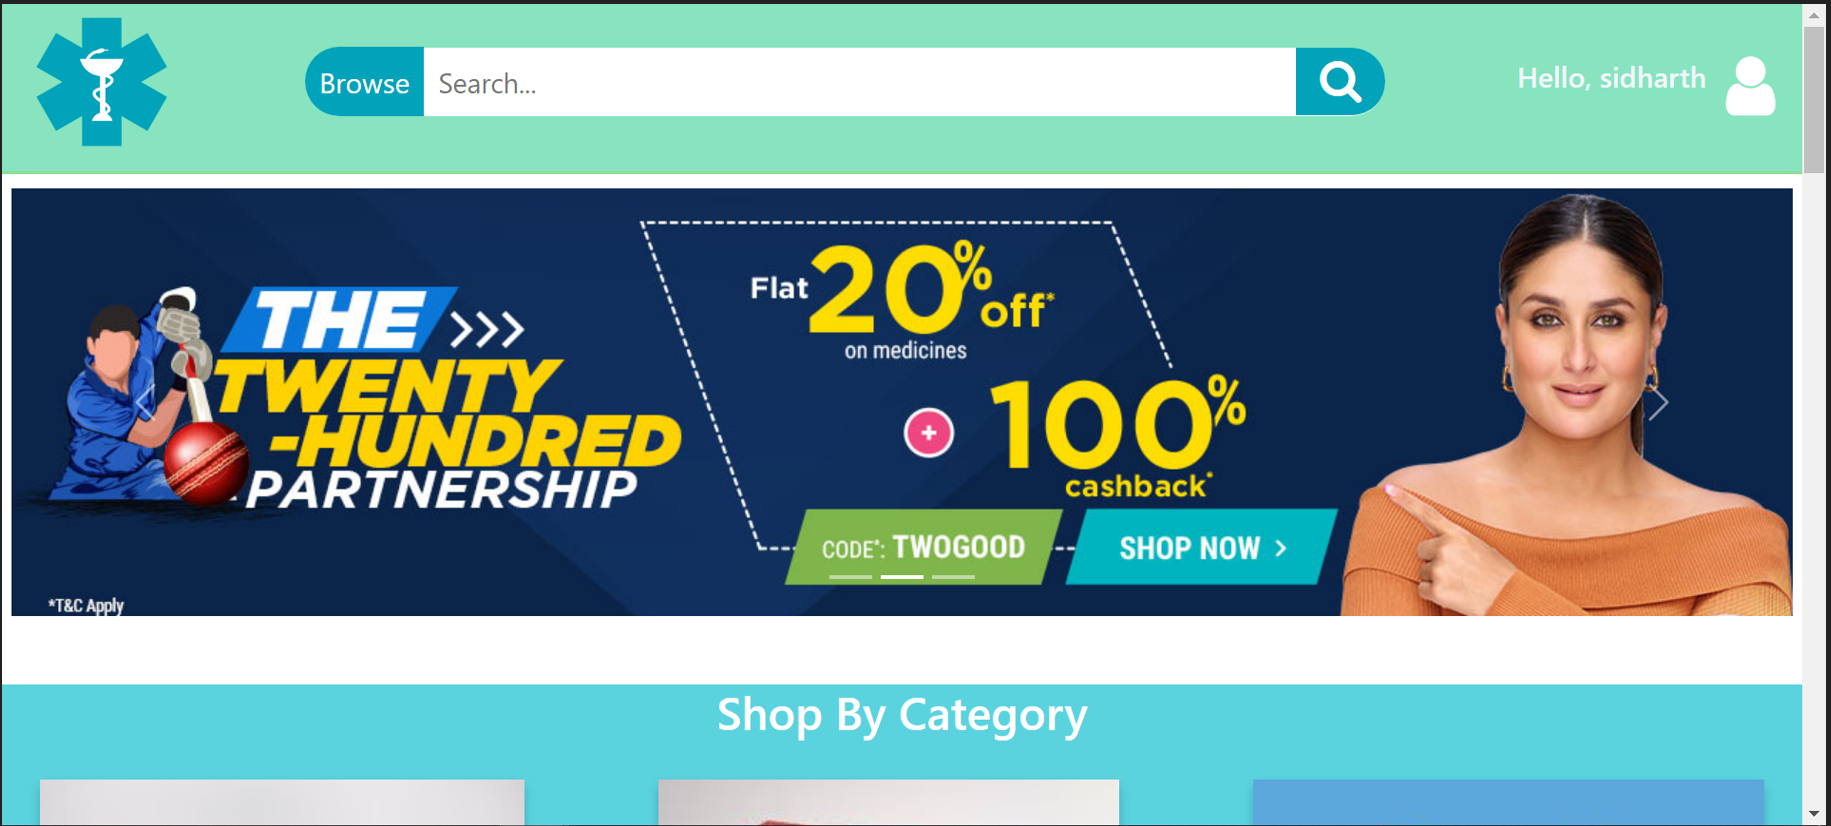 Browse
Search...
Hello, sidharth
THE >>>
TWENTY
-HUNDRED
PARTNERSHIP
*T&C Apply
Flat 20% off*
on medicines
+ 100%
cashback*
CODE*: TWOGOOD
SHOP NOW >
Shop By Category